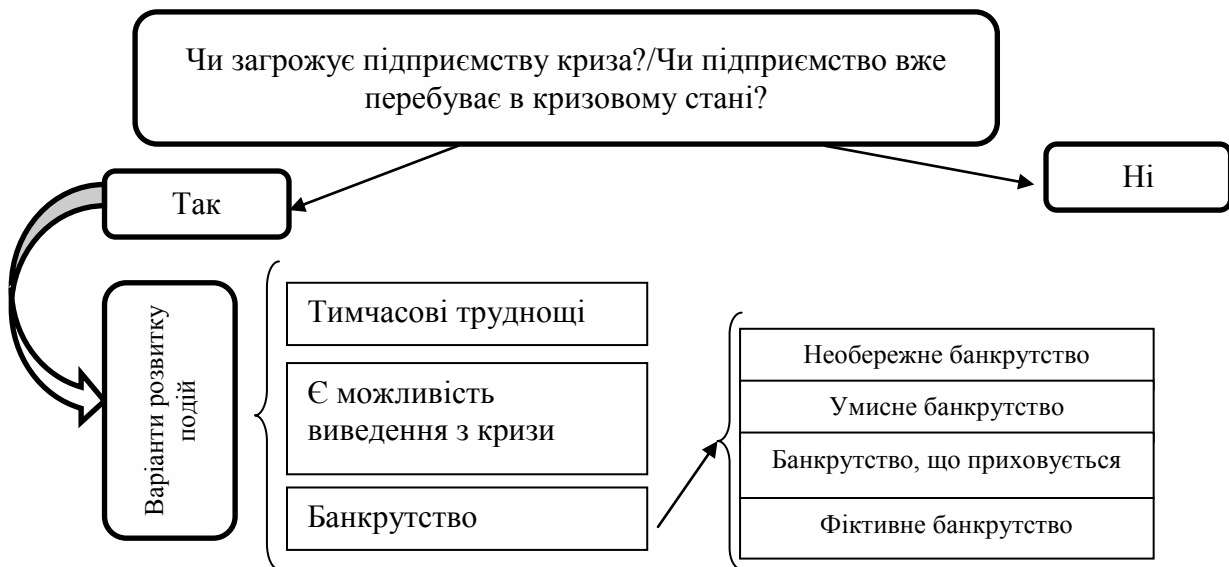 Чи загрожує підприємству криза?/Чи підприємство вже
перебуває в кризовому стані?
Так
Ні
Варіанти розвитку
подій
Тимчасові труднощі
Є можливість
виведення з кризи
Банкрутство
Необережне банкрутство
Умисне банкрутство
Банкрутство, що приховується
Фіктивне банкрутство